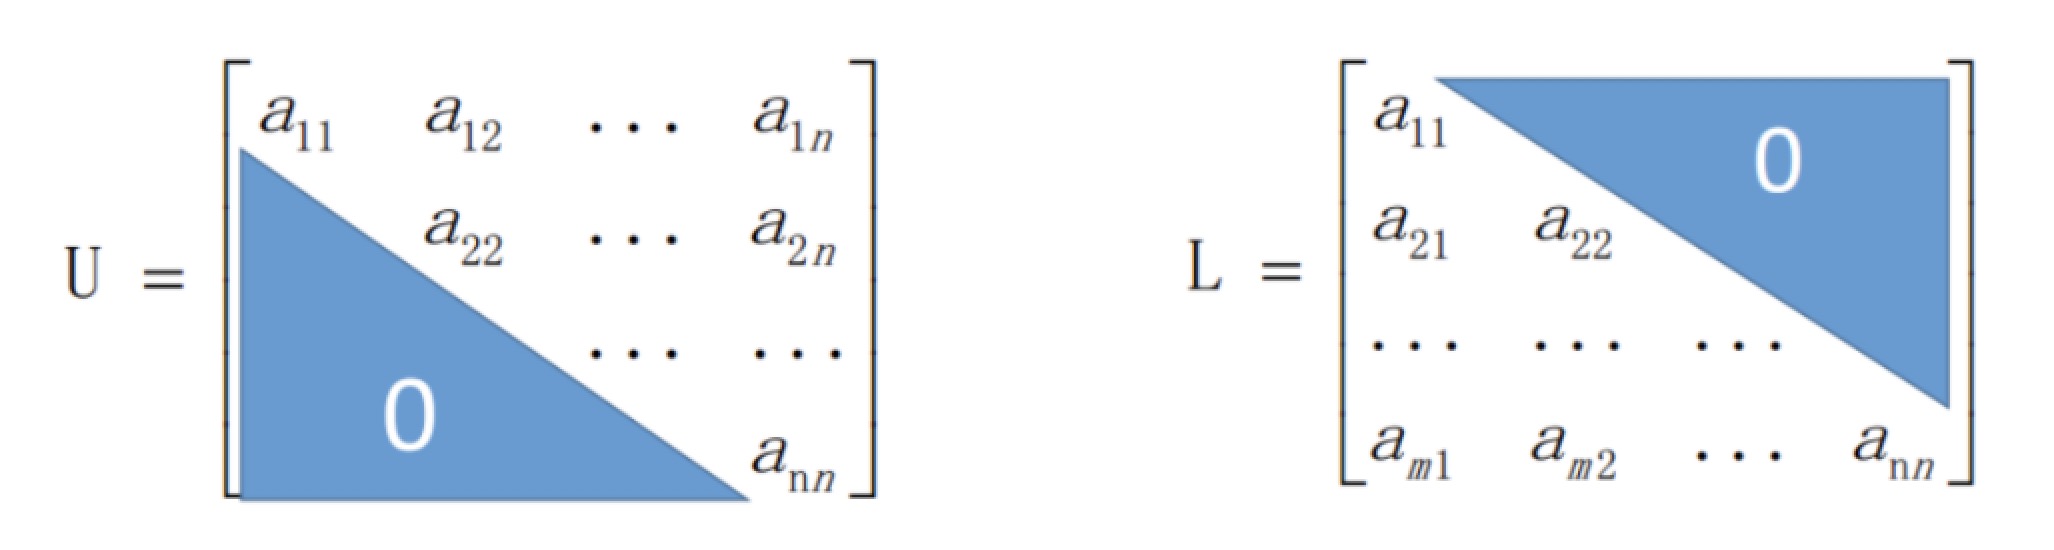 a11 a12 ... a1n a11 0
a22 ... a2n a21 a22
U = L =
... ... ... ... ...
0
ann am1 am2 ... ann